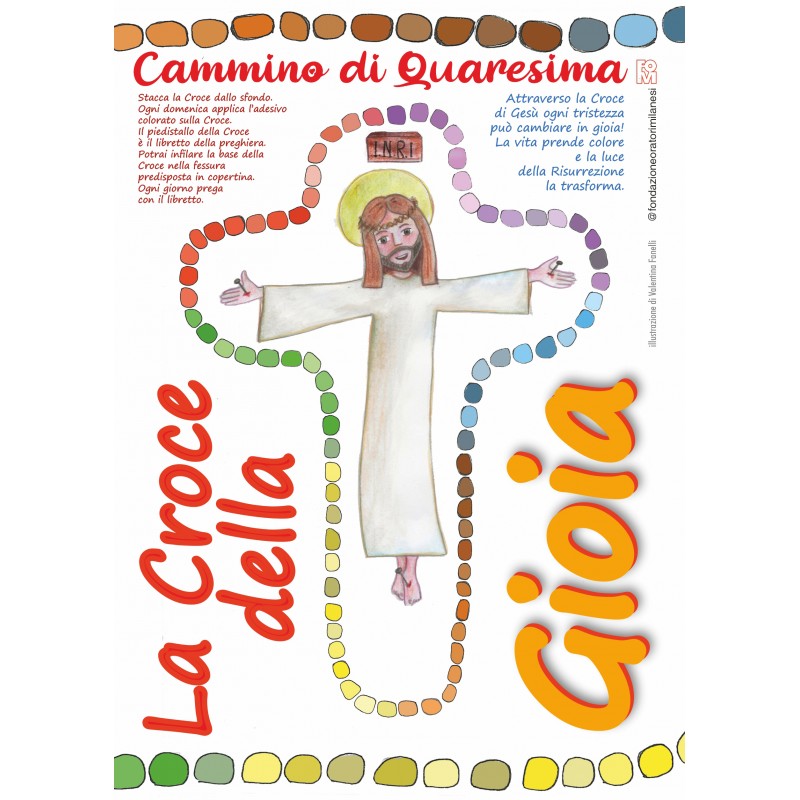 Cammino di Quaresima
FOM
Stacca la Croce dallo sfondo.
Ogni domenica applica l'adesivo
colorato sulla Croce.
Il piedistallo della Croce
è il libretto della preghiera.
Potrai infilare la base della
Croce nella fessura
predisposta in copertina.
Ogni giorno prega
con il libretto.
I.N.R.I
Attraverso la Croce
di Gesù ogni tristezza
può cambiare in gioia!
La vita prende colore
e la luce
della Risurrezione
la trasforma.
@fondazioneoratorimilanesi
illustrazione di Valentina Fanelli
La Croce
della
Gioia